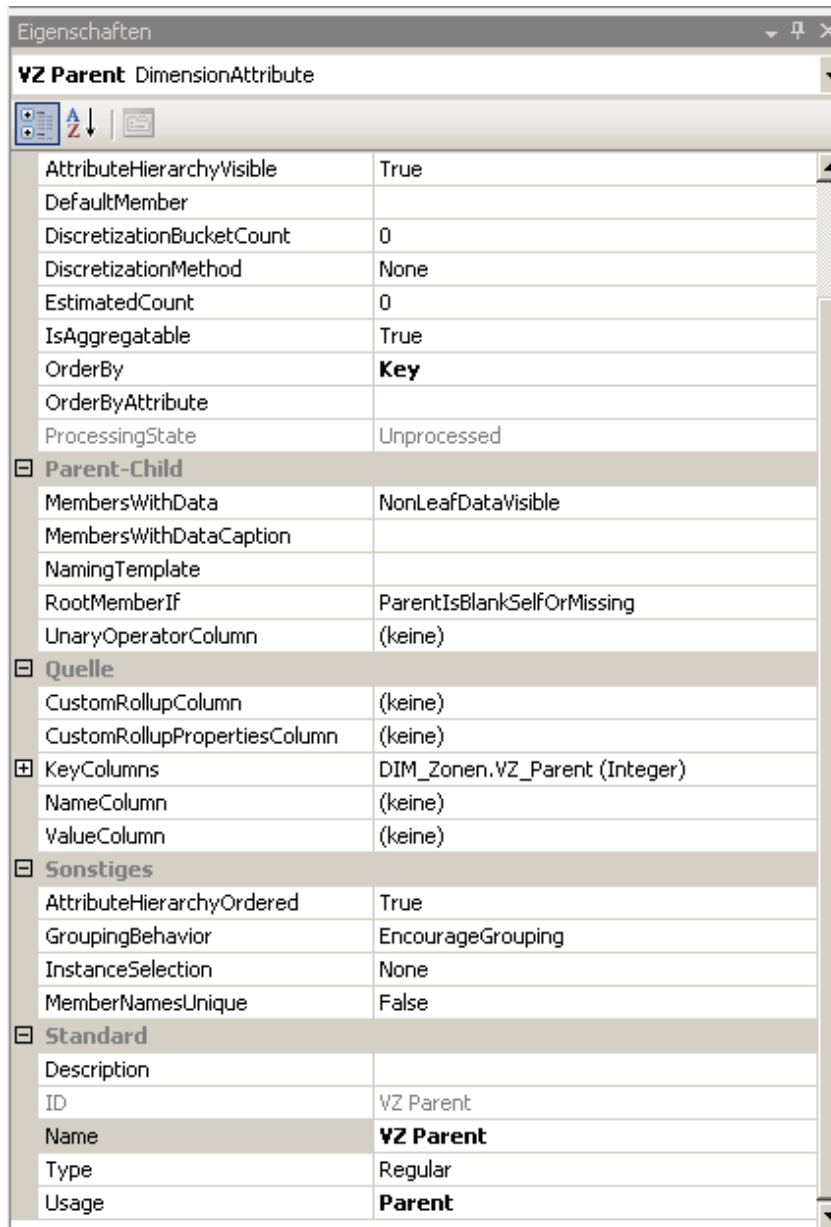 Eigenschaften
VZ Parent DimensionAttribute
AttributeHierarchyVisible True
DefaultMember
DiscretizationBucketCount 0
DiscretizationMethod None
EstimatedCount 0
IsAggregatable True
OrderBy Key
OrderByAttribute
ProcessingState Unprocessed
Parent-Child
MembersWithData NonLeafDataVisible
MembersWithDataCaption
NamingTemplate
RootMemberIf ParentIsBlankSelfOrMissing
UnaryOperatorColumn (keine)
Quelle
CustomRollupColumn (keine)
CustomRollupPropertiesColumn (keine)
KeyColumns DIM_Zonen.VZ_Parent (Integer)
NameColumn (keine)
ValueColumn (keine)
Sonstiges
AttributeHierarchyOrdered True
GroupingBehavior EncourageGrouping
InstanceSelection None
MemberNamesUnique False
Standard
Description
ID VZ Parent
Name VZ Parent
Type Regular
Usage Parent